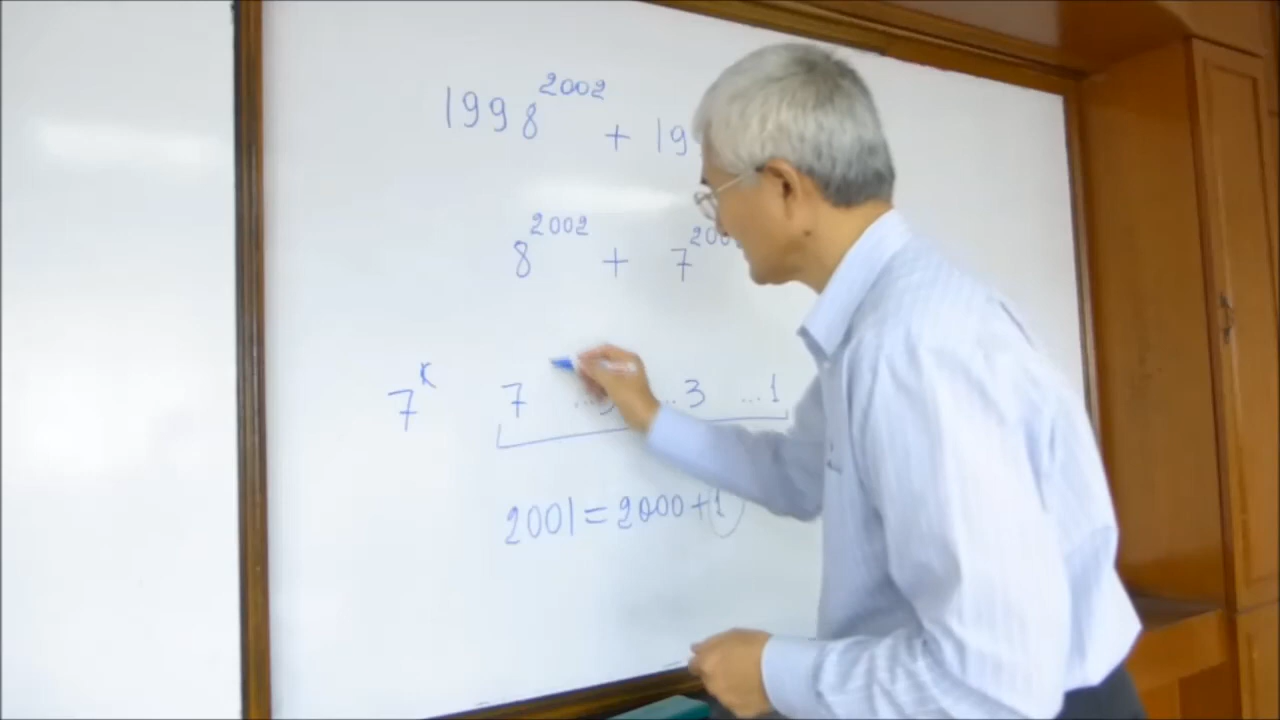 1998^2002 + 19
8^2002 + 7^200
7^k 7 ... ...3 ...1
2001 = 2000 + 1